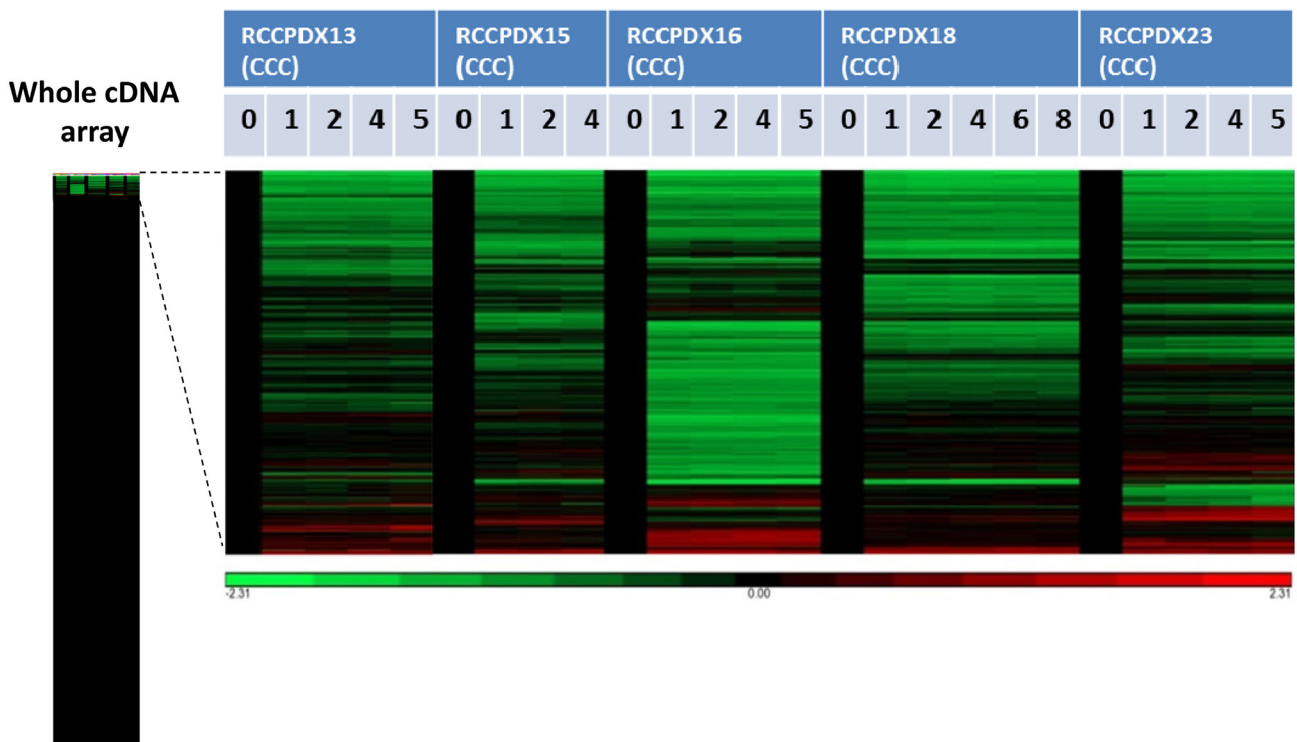 RCCPDX13 RCCPDX15 RCCPDX16 RCCPDX18 RCCPDX23
(CCC) (CCC) (CCC) (CCC) (CCC)
Whole cDNA
array
0 1 2 4 5 0 1 2 4 0 1 2 4 5 0 1 2 4 6 8 0 1 2 4 5
-2.31 0.00 2.31